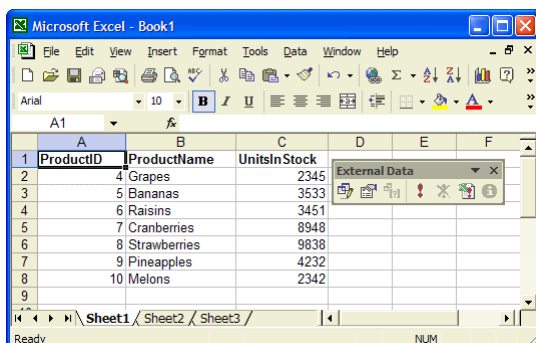 Microsoft Excel - Book1
File Edit View Insert Format Tools Data Window Help
Arial 10 B I U
A1 fx
A B C D E F
1 ProductID ProductName UnitsInStock
2 4 Grapes 2345
3 5 Bananas 3533
4 6 Raisins 3451
5 7 Cranberries 8948
6 8 Strawberries 9838
7 9 Pineapples 4232
8 10 Melons 2342
9
External Data
Sheet1 Sheet2 Sheet3
Ready NUM